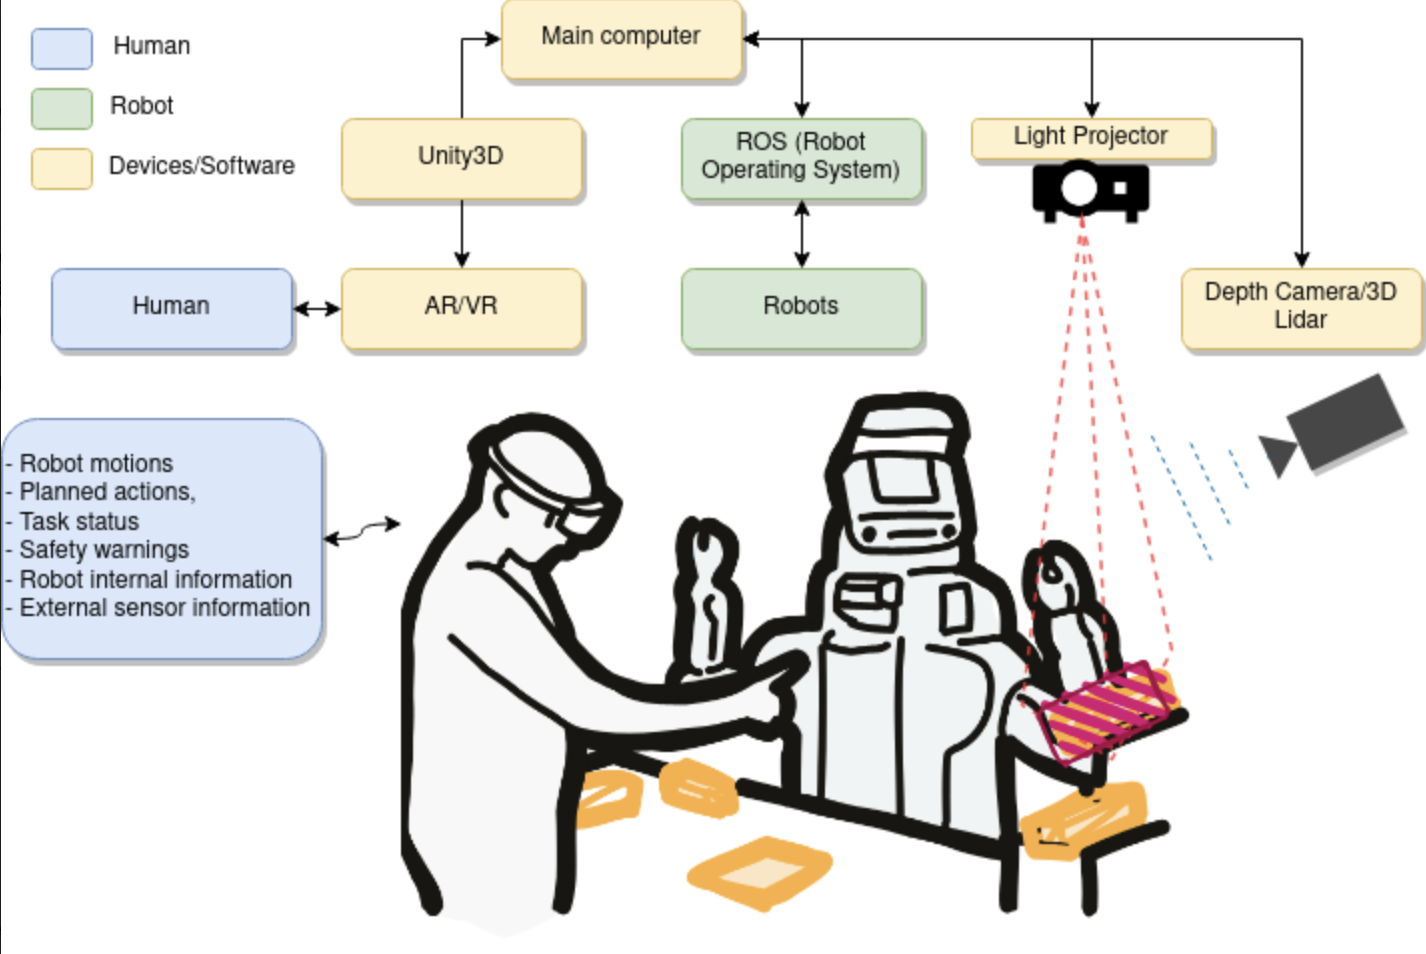 Main computer
Human
Robot
Devices/Software
Unity3D
ROS (Robot
Operating System)
Light Projector
Human
AR/VR
Robots
Depth Camera/3D
Lidar
- Robot motions
- Planned actions,
- Task status
- Safety warnings
- Robot internal information
- External sensor information